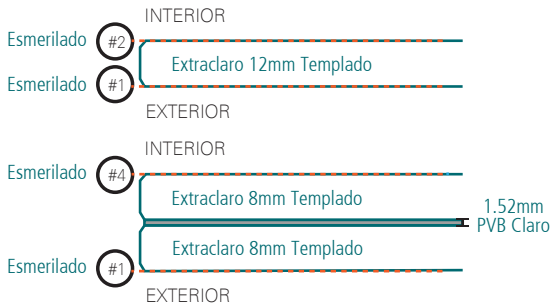 INTERIOR
Esmerilado #2
Extraclaro 12mm Templado
Esmerilado #1
EXTERIOR
INTERIOR
Esmerilado #4
Extraclaro 8mm Templado
1.52mm
PVB Claro
Extraclaro 8mm Templado
Esmerilado #1
EXTERIOR